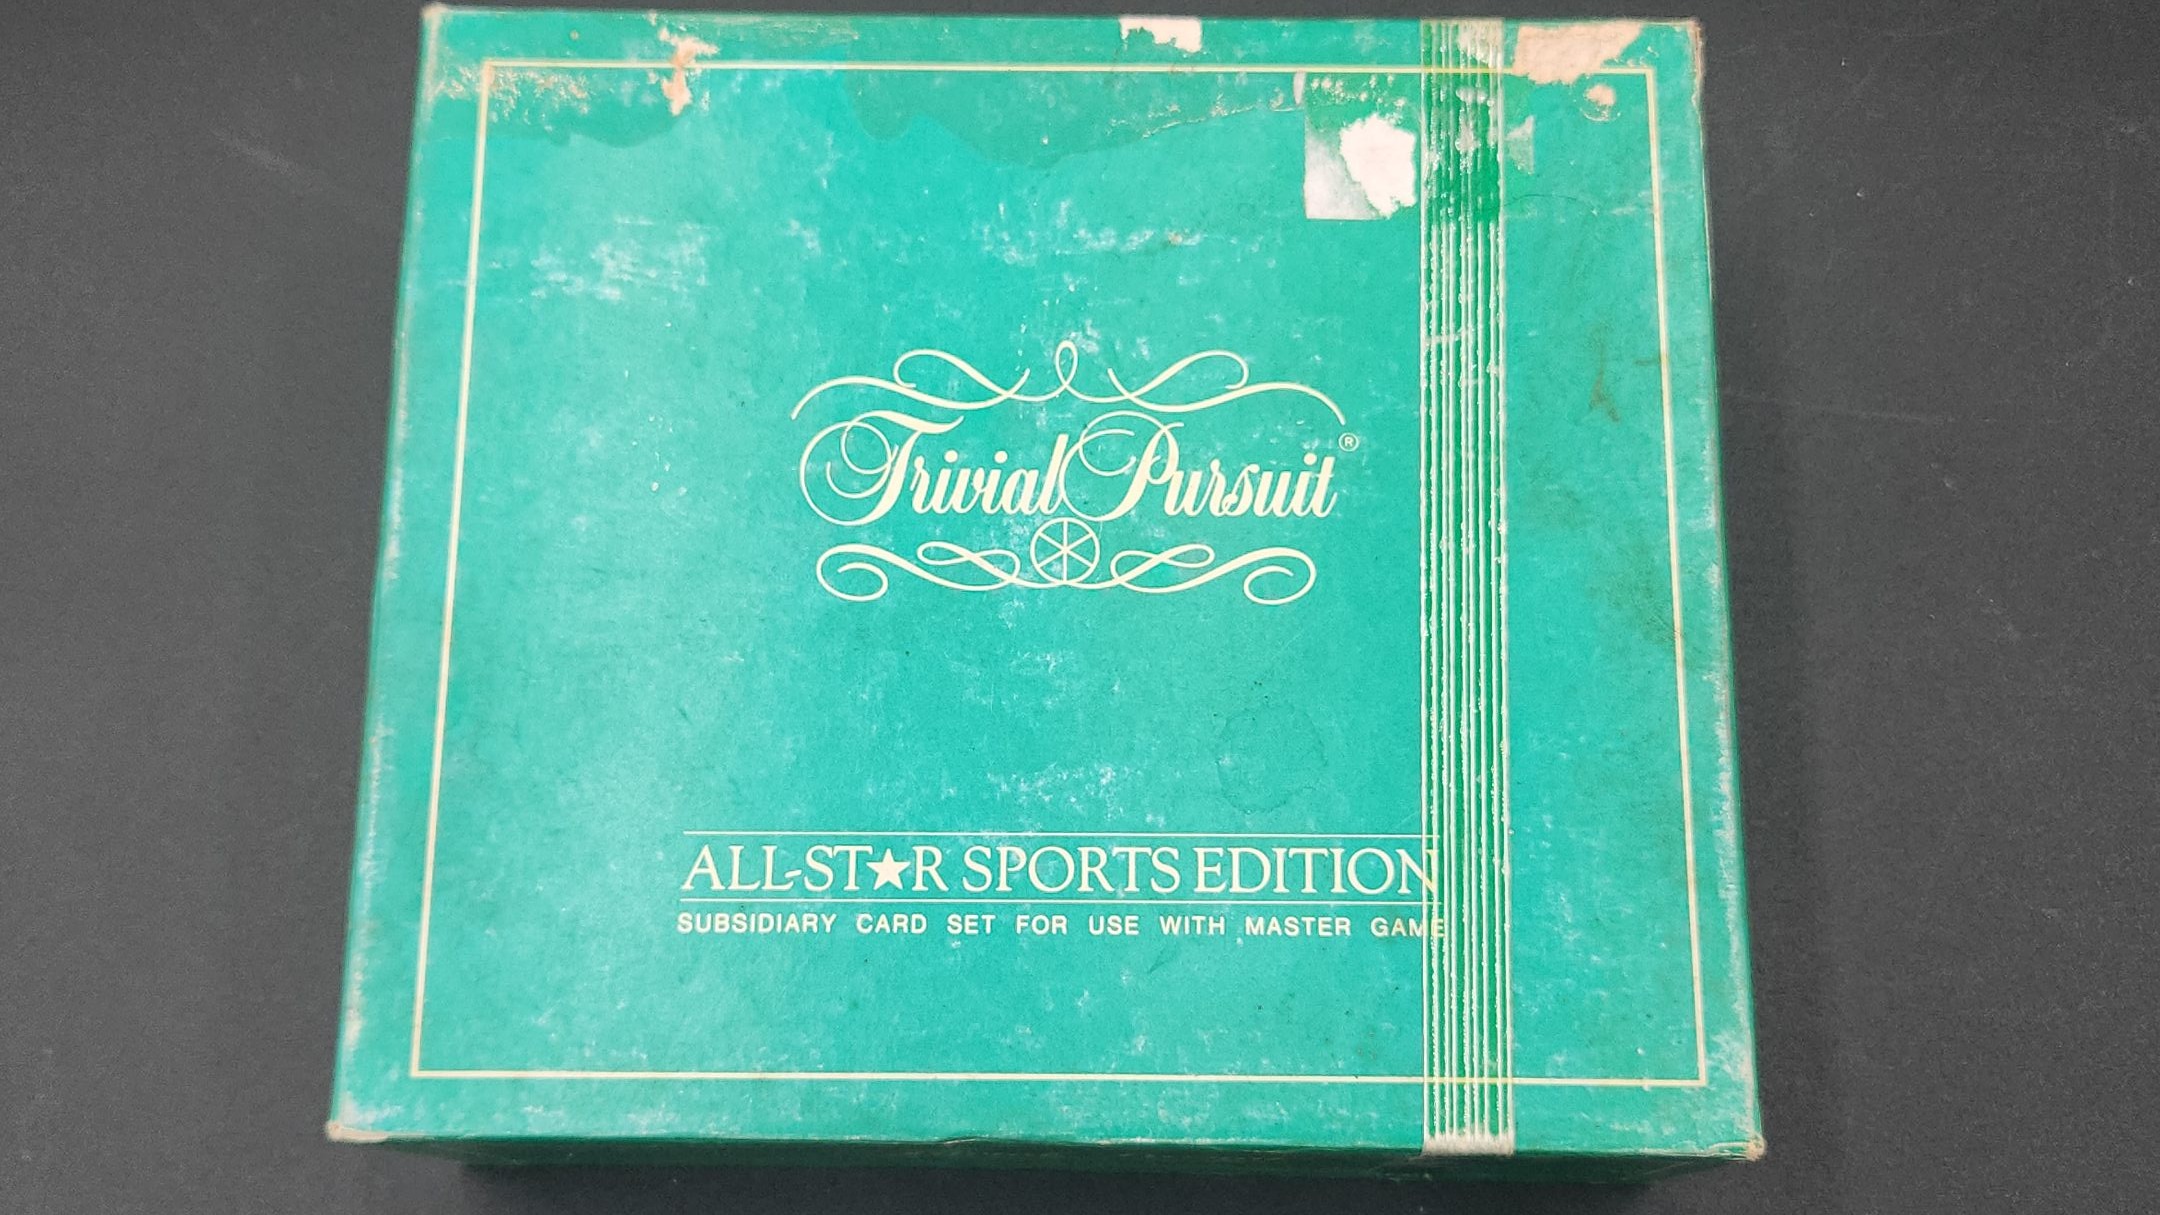 Trivial Pursuit®
ALL-ST★R SPORTS EDITION
SUBSIDIARY CARD SET FOR USE WITH MASTER GAME